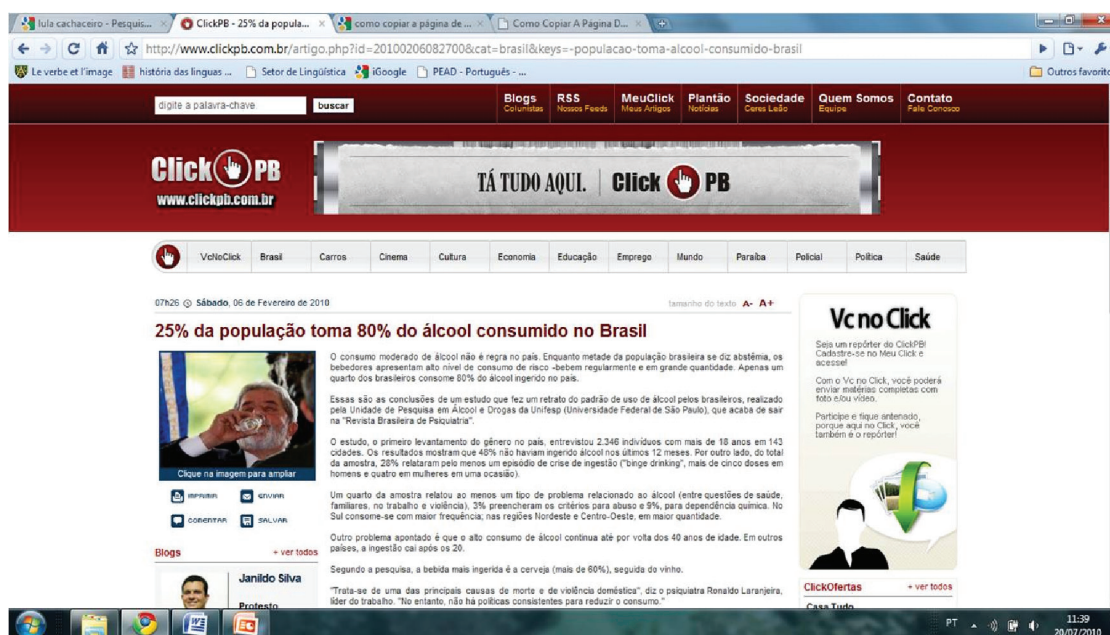 lula cachaceiro - Pesquis...
ClickPB - 25% da popula...
como copiar a página de ...
Como Copiar A Página D...
http://www.clickpb.com.br/artigo.php?id=20100206082700&cat=brasil&keys=-populacao-toma-alcool-consumido-brasil
Le verbe et l'image
história das linguas ...
Setor de Lingüística
iGoogle
PEAD - Português - ...
Outros favorito
digite a palavra-chave
buscar
Blogs
Colunistas
RSS
Nossos Feeds
MeuClick
Meus Artigos
Plantão
Notícias
Sociedade
Ceres Leão
Quem Somos
Equipe
Contato
Fale Conosco
Click PB
www.clickpb.com.br
TÁ TUDO AQUI. | Click PB
VcNoClick Brasil Carros Cinema Cultura Economia Educação Emprego Mundo Paraíba Policial Política Saúde
07h26 Sábado, 06 de Fevereiro de 2010
tamanho do texto A- A+
25% da população toma 80% do álcool consumido no Brasil
Clique na imagem para ampliar
IMPRIMIR
ENVIAR
COMENTAR
SALVAR
Blogs
+ ver todos
Janildo Silva
Protesto
O consumo moderado de álcool não é regra no país. Enquanto metade da população brasileira se diz abstêmia, os
bebedores apresentam alto nível de consumo de risco -bebem regularmente e em grande quantidade. Apenas um
quarto dos brasileiros consome 80% do álcool ingerido no país.
Essas são as conclusões de um estudo que fez um retrato do padrão de uso de álcool pelos brasileiros, realizado
pela Unidade de Pesquisa em Álcool e Drogas da Unifesp (Universidade Federal de São Paulo), que acaba de sair
na "Revista Brasileira de Psiquiatria".
O estudo, o primeiro levantamento do gênero no país, entrevistou 2.346 indivíduos com mais de 18 anos em 143
cidades. Os resultados mostram que 48% não haviam ingerido álcool nos últimos 12 meses. Por outro lado, do total
da amostra, 28% relataram pelo menos um episódio de crise de ingestão ("binge drinking", mais de cinco doses em
homens e quatro em mulheres em uma ocasião).
Um quarto da amostra relatou ao menos um tipo de problema relacionado ao álcool (entre questões de saúde,
familiares, no trabalho e violência), 3% preencheram os critérios para abuso e 9%, para dependência química. No
Sul consome-se com maior frequência; nas regiões Nordeste e Centro-Oeste, em maior quantidade.
Outro problema apontado é que o alto consumo de álcool continua até por volta dos 40 anos de idade. Em outros
países, a ingestão cai após os 20.
Segundo a pesquisa, a bebida mais ingerida é a cerveja (mais de 60%), seguida do vinho.
"Trata-se de uma das principais causas de morte e de violência doméstica", diz o psiquiatra Ronaldo Laranjeira,
líder do trabalho. "No entanto, não há políticas consistentes para reduzir o consumo."
Vc no Click
Seja um repórter do ClickPB!
Cadastre-se no Meu Click e
acesse!
Com o Vc no Click, você poderá
enviar matérias completas com
foto e/ou vídeo.
Participe e fique antenado,
porque aqui no Click, você
também é o repórter!
ClickOfertas
+ ver todos
Casa Tudo
PT
11:39
20/07/2010